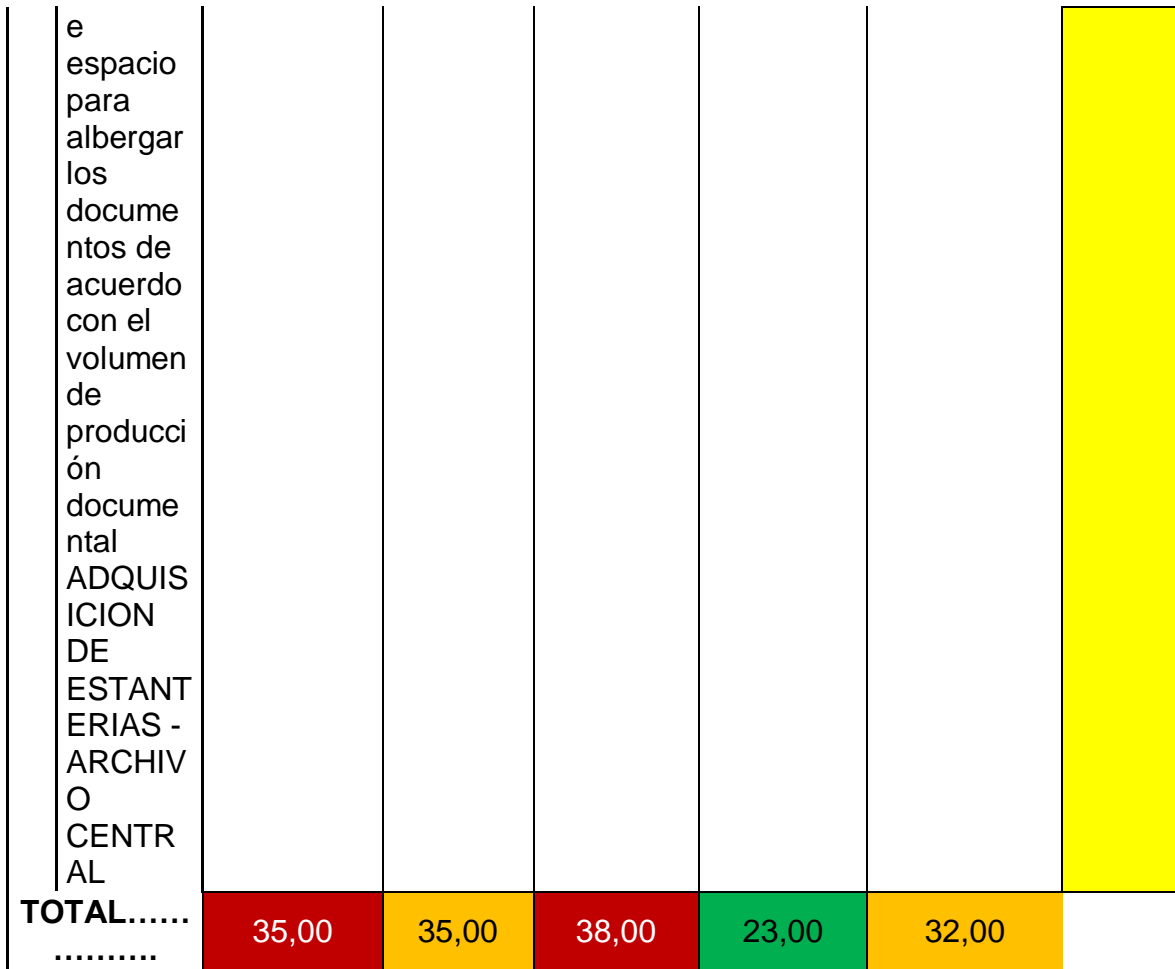 e
espacio
para
albergar
los
docume
ntos de
acuerdo
con el
volumen
de
producci
ón
docume
ntal
ADQUIS
ICION
DE
ESTANT
ERIAS -
ARCHIV
O
CENTR
AL
TOTAL……
……….
35,00 35,00 38,00 23,00 32,00